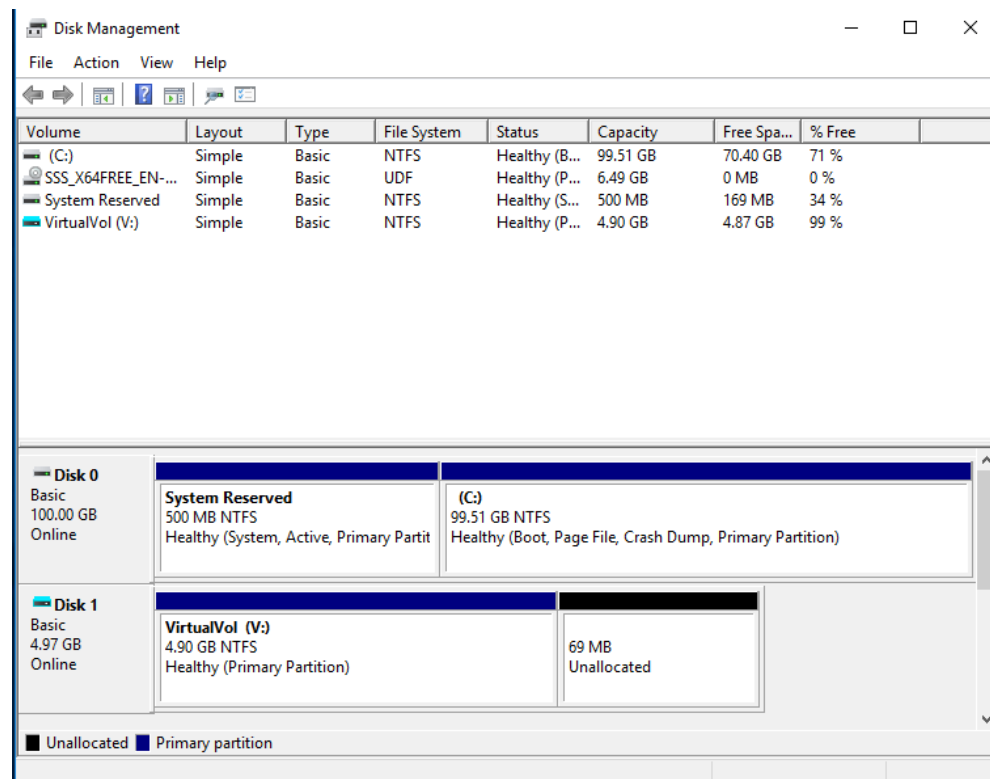 Disk Management
File Action View Help
Volume Layout Type File System Status Capacity Free Spa... % Free
(C:) Simple Basic NTFS Healthy (B... 99.51 GB 70.40 GB 71 %
SSS_X64FREE_EN-... Simple Basic UDF Healthy (P... 6.49 GB 0 MB 0 %
System Reserved Simple Basic NTFS Healthy (S... 500 MB 169 MB 34 %
VirtualVol (V:) Simple Basic NTFS Healthy (P... 4.90 GB 4.87 GB 99 %
Disk 0
Basic
100.00 GB
Online
System Reserved
500 MB NTFS
Healthy (System, Active, Primary Partit
(C:)
99.51 GB NTFS
Healthy (Boot, Page File, Crash Dump, Primary Partition)
Disk 1
Basic
4.97 GB
Online
VirtualVol (V:)
4.90 GB NTFS
Healthy (Primary Partition)
69 MB
Unallocated
Unallocated Primary partition